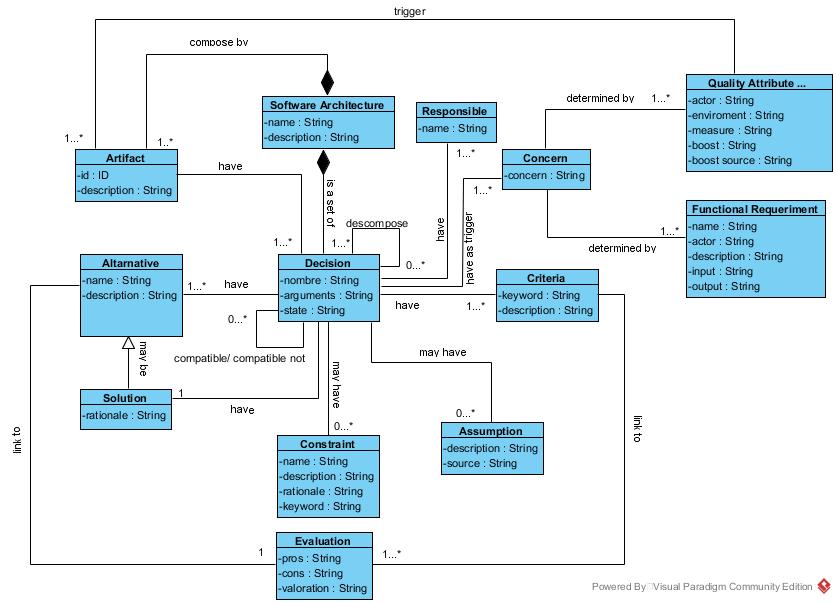 trigger
compose by
1...*
1..*
Software Architecture
-name : String
-description : String
Responsible
-name : String
1...*
Quality Attribute ...
-actor : String
-enviroment : String
-measure : String
-boost : String
-boost source : String
determined by
1...*
Artifact
-id : ID
-description : String
have
1...*
is a set of
1...*
Concern
-concern : String
1...*
have
have as trigger
descompose
0...*
Functional Requeriment
-name : String
-actor : String
-description : String
-input : String
-output : String
1...*
determined by
Altarnative
-name : String
-description : String
1...*
have
Decision
-nombre : String
-arguments : String
-state : String
have
1...*
Criteria
-keyword : String
-description : String
0...*
compatible/ compatible not
may be
Solution
-rationale : String
1
have
may have
0...*
may have
0...*
Assumption
-description : String
-source : String
link to
link to
Constraint
-name : String
-description : String
-rationale : String
-keyword : String
Evaluation
-pros : String
-cons : String
-valoration : String
1
1...*
Powered By Visual Paradigm Community Edition